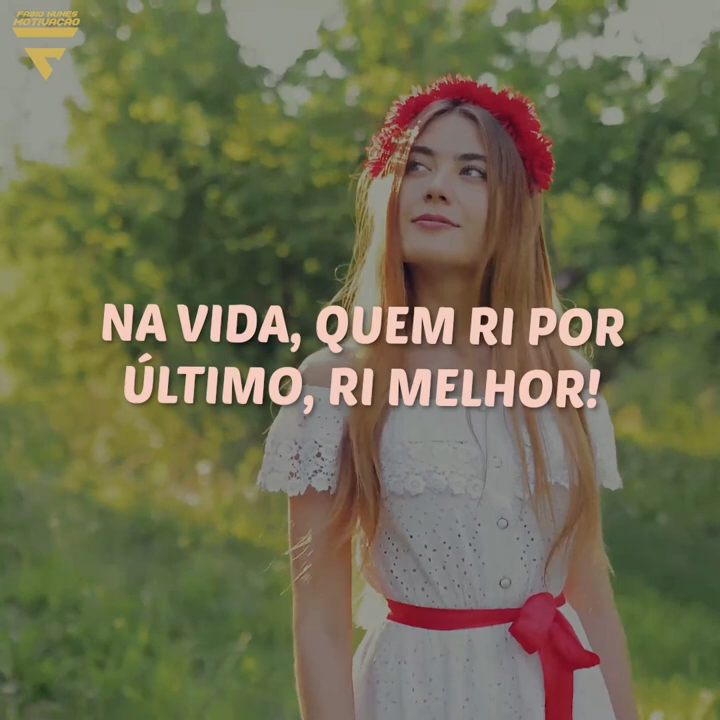 FABIO NUNES
MOTIVAÇÃO
NA VIDA, QUEM RI POR
ÚLTIMO, RI MELHOR!